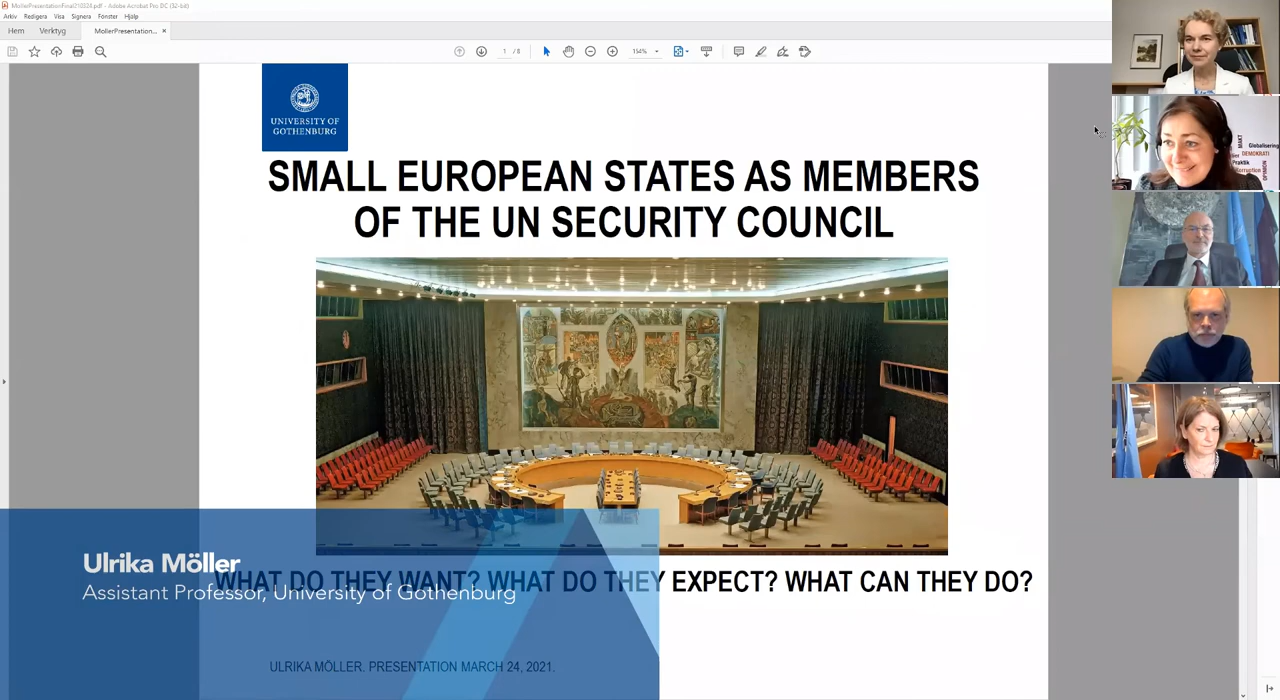 MollerPresentationFinal210324.pdf - Adobe Acrobat Pro DC (32-bit)
Arkiv Redigera Visa Signera Fönster Hjälp
Hem Verktyg MollerPresentation... ×
1 / 8 154%
UNIVERSITY OF
GOTHENBURG
SMALL EUROPEAN STATES AS MEMBERS
OF THE UN SECURITY COUNCIL
MAKT
Globalisering
DEMOKRATI
Praktik
Korruption
OPINION
Ulrika Möller
Assistant Professor, University of Gothenburg
WHAT DO THEY WANT? WHAT DO THEY EXPECT? WHAT CAN THEY DO?
ULRIKA MÖLLER. PRESENTATION MARCH 24, 2021.